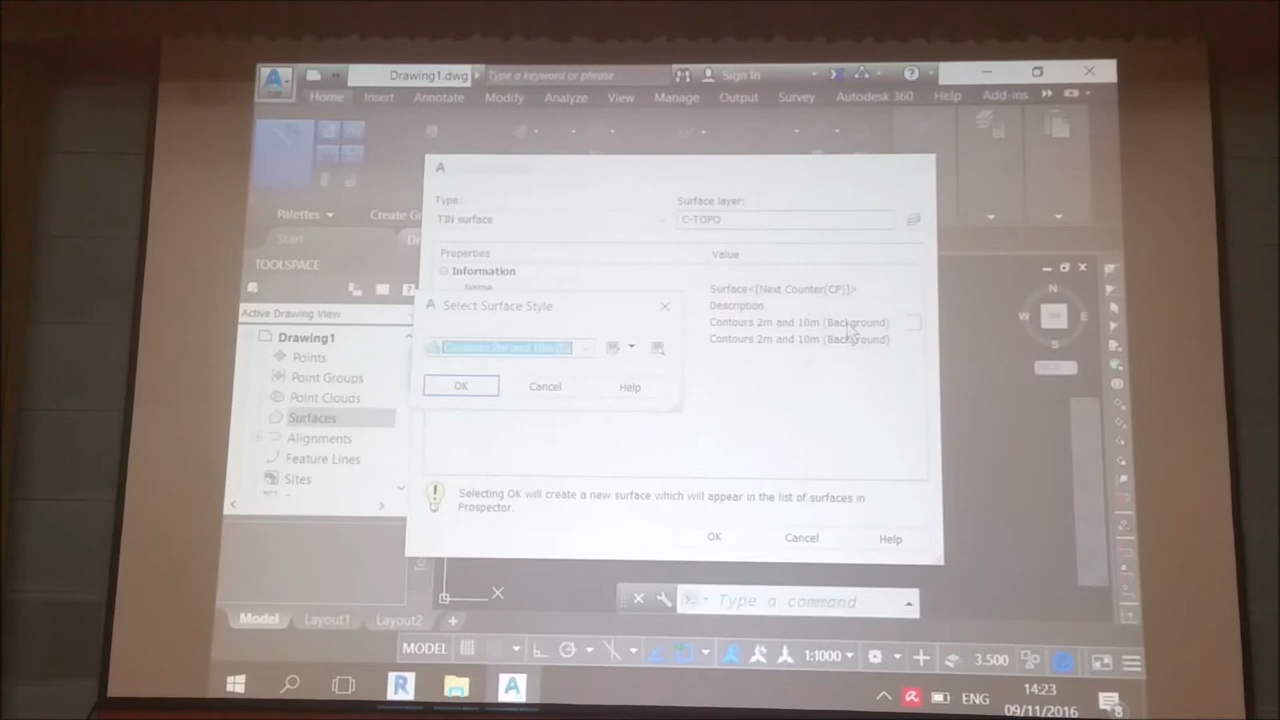 Drawing1.dwg
Type a keyword or phrase
Sign In
Home Insert Annotate Modify Analyze View Manage Output Survey Autodesk 360 Help Add-ins
Palettes
Start
TOOLSPACE
Active Drawing View
Drawing1
Points
Point Groups
Point Clouds
Surfaces
Alignments
Feature Lines
Sites
Type:
TIN surface
Surface layer:
C-TOPO
Properties Value
Information
Name Surface<[Next Counter(CP)]>
Description
Contours 2m and 10m (Background)
Contours 2m and 10m (Background)
Select Surface Style
OK Cancel Help
Selecting OK will create a new surface which will appear in the list of surfaces in
Prospector.
OK Cancel Help
N
W E
S
X
Type a command
Model Layout1 Layout2
MODEL 1:1000 3.500
ENG
14:23
09/11/2016
8